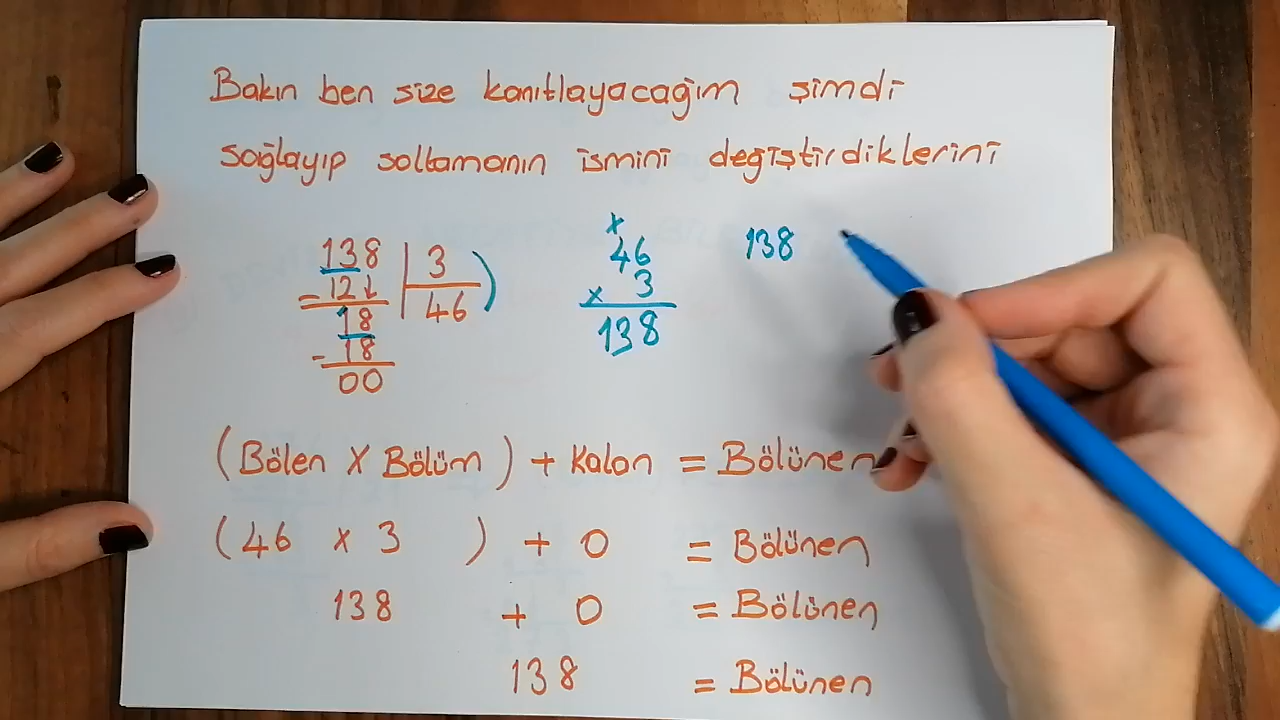 Bakın ben size kanıtlayacağım şimdi
sağlayıp saltamanın ismini değiştirdiklerini
138 | 3
- 12↓ 46
18
- 18
00
x
46
x 3
138
138
(Bölen X Bölüm) + Kalan = Bölünen
(46 x 3) + 0 = Bölünen
138 + 0 = Bölünen
138 = Bölünen